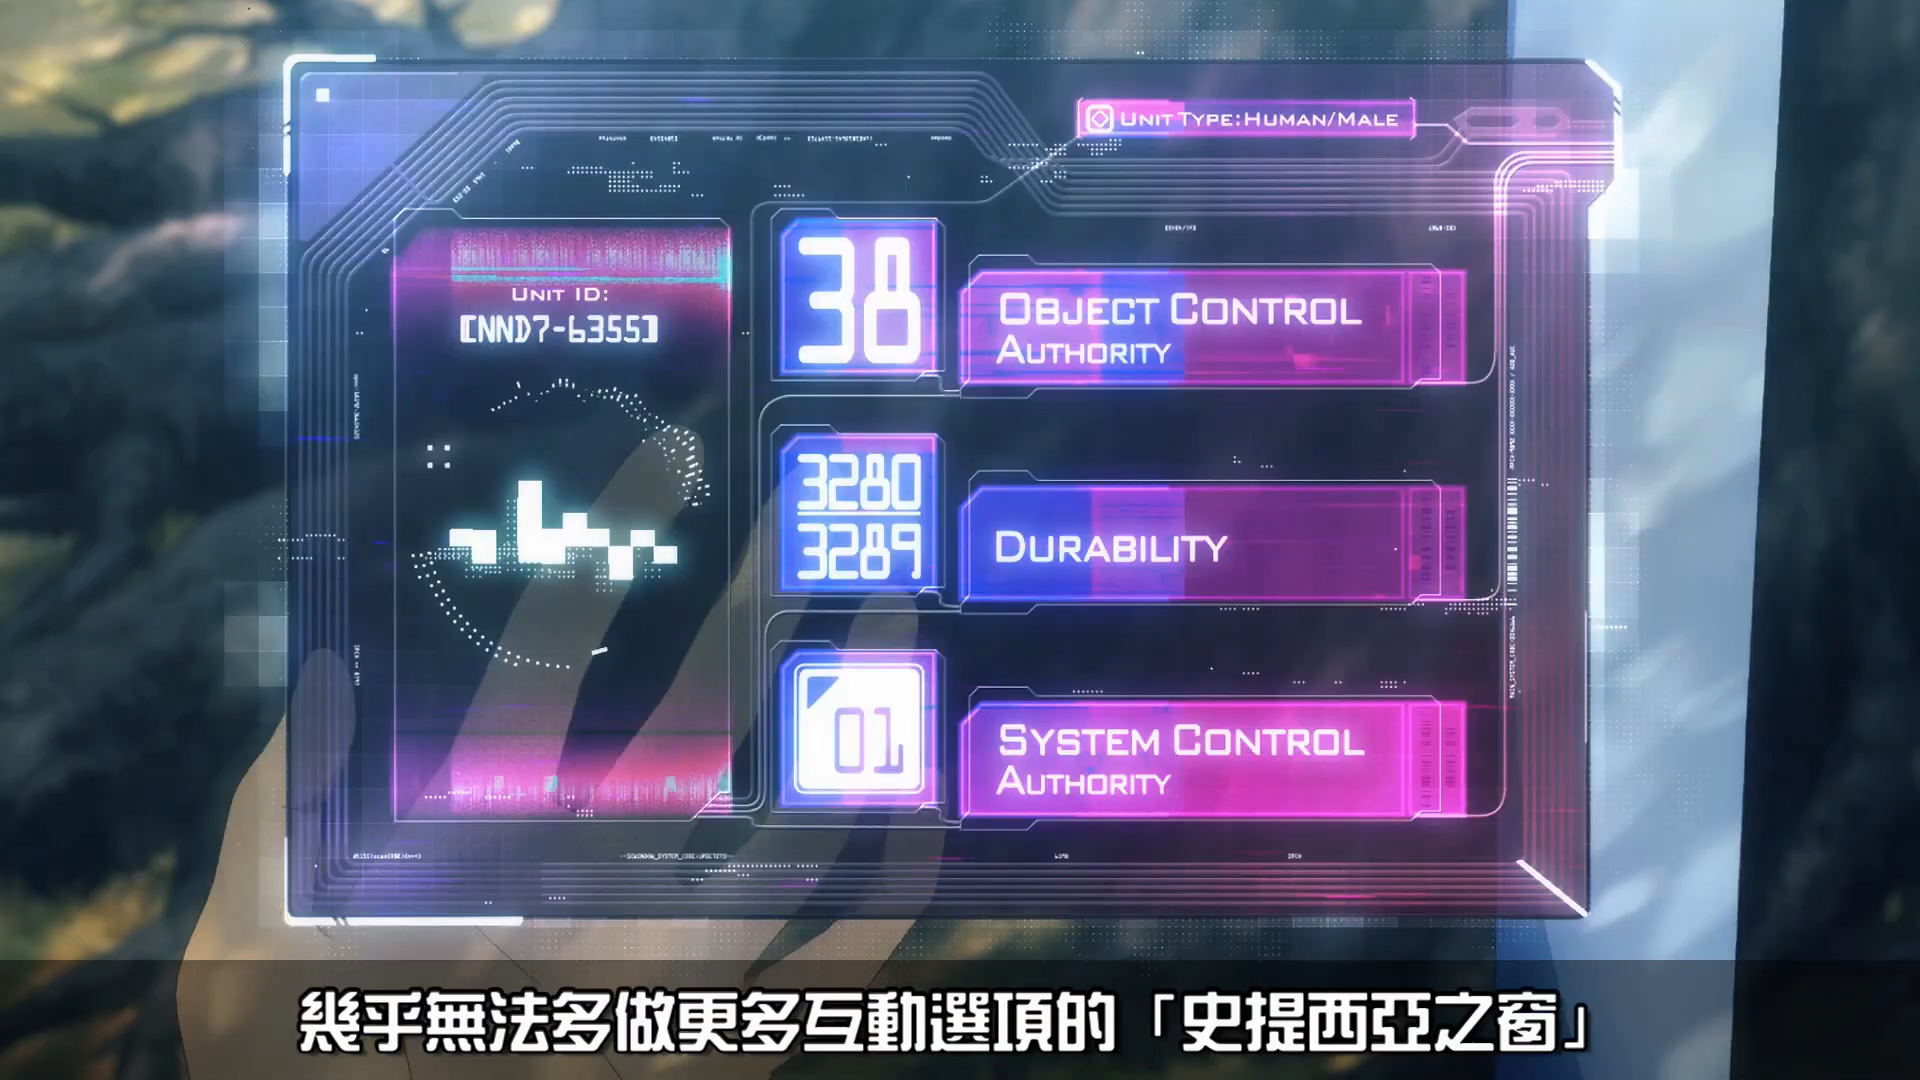 UNIT TYPE:HUMAN/MALE
UNIT ID:
[NND7-6355]
38
OBJECT CONTROL
AUTHORITY
3280
3289
DURABILITY
01
SYSTEM CONTROL
AUTHORITY
幾乎無法多做更多互動選項的「史提西亞之窗」